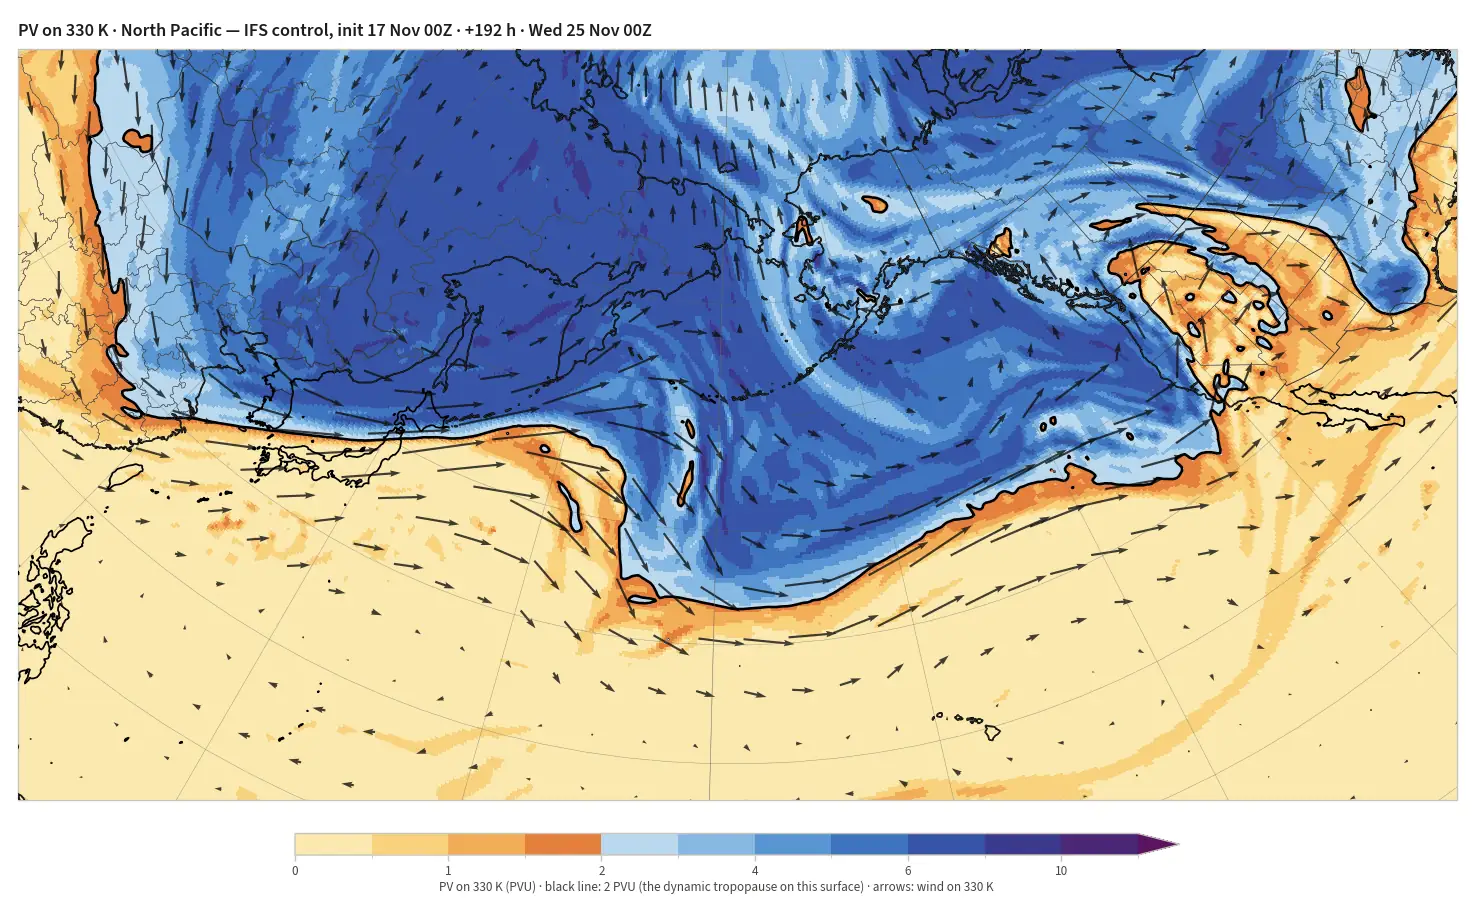 PV on 330 K · North Pacific — IFS control, init 17 Nov 00Z · +192 h · Wed 25 Nov 00Z
0 1 2 4 6 10
PV on 330 K (PVU) · black line: 2 PVU (the dynamic tropopause on this surface) · arrows: wind on 330 K